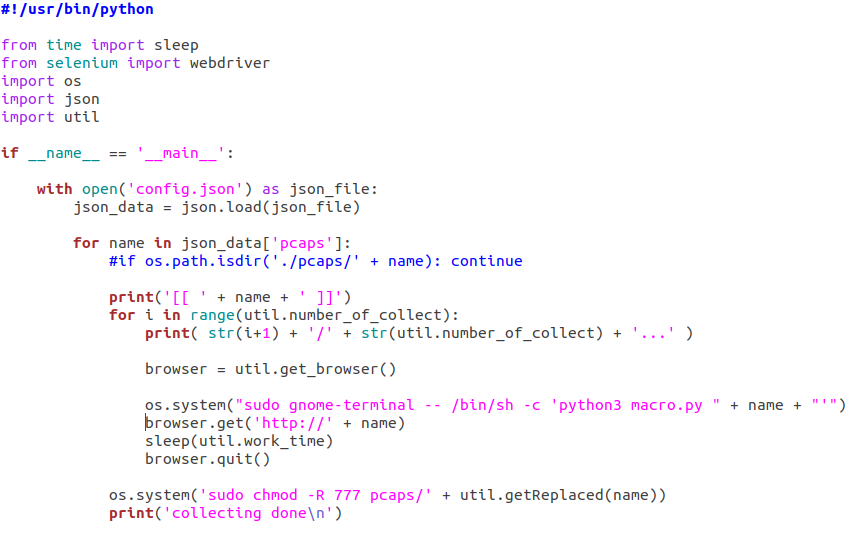 #!/usr/bin/python
from time import sleep
from selenium import webdriver
import os
import json
import util
if __name__ == '__main__':
    with open('config.json') as json_file:
        json_data = json.load(json_file)
        for name in json_data['pcaps']:
            #if os.path.isdir('./pcaps/' + name): continue
            print('[[ ' + name + ' ]]')
            for i in range(util.number_of_collect):
                print( str(i+1) + '/' + str(util.number_of_collect) + '...' )
                browser = util.get_browser()
                os.system("sudo gnome-terminal -- /bin/sh -c 'python3 macro.py " + name + "'")
                browser.get('http://' + name)
                sleep(util.work_time)
                browser.quit()
            os.system('sudo chmod -R 777 pcaps/' + util.getReplaced(name))
            print('collecting done\n')